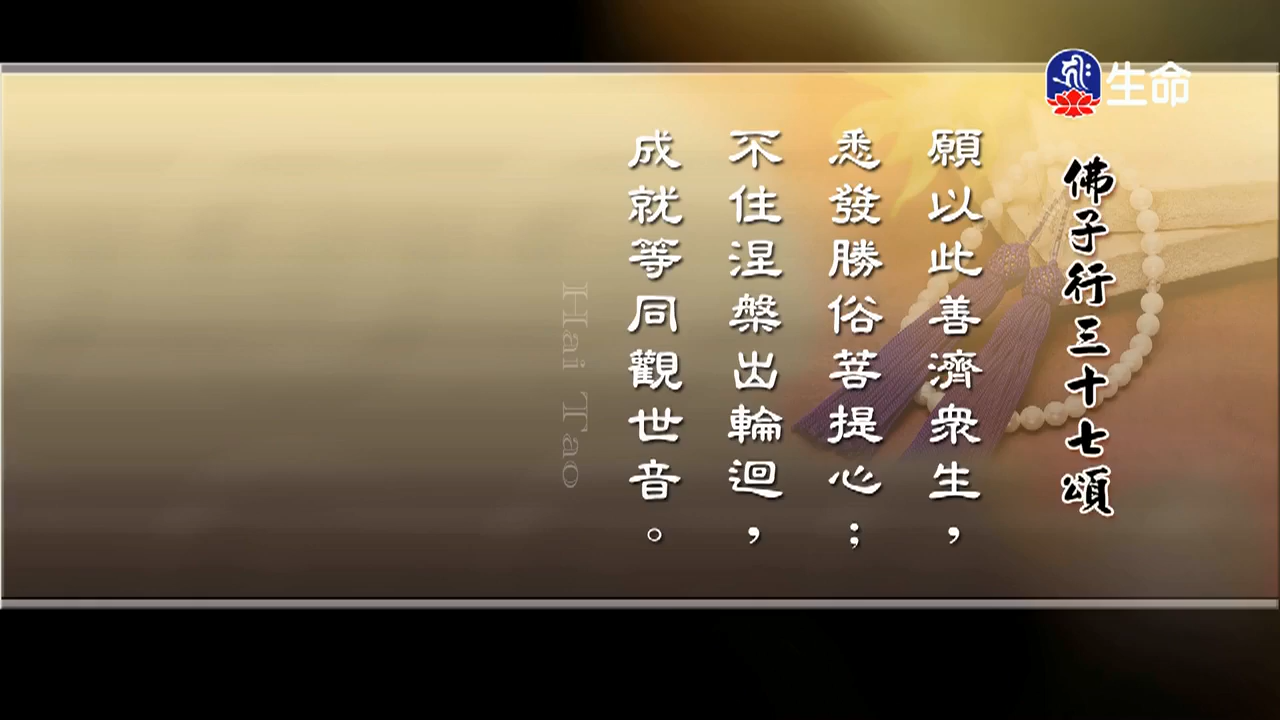 生命
佛子行三十七頌
願以此善濟眾生，
悉發勝俗菩提心；
不住涅槃出輪迴，
成就等同觀世音。
Hai Tao